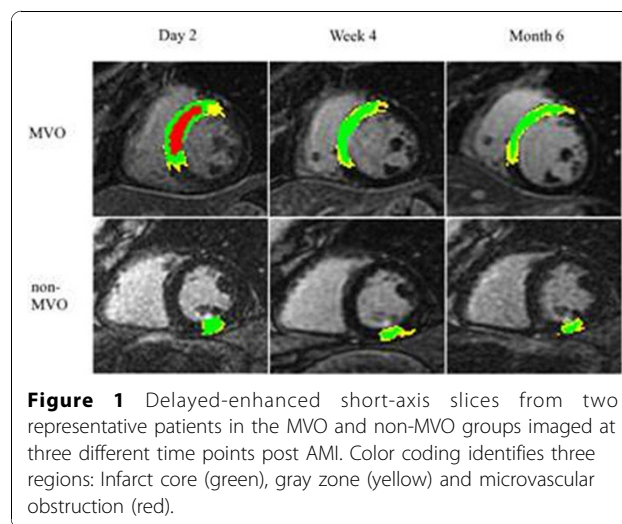 Day 2 Week 4 Month 6
MVO
non-
MVO
Figure 1 Delayed-enhanced short-axis slices from two
representative patients in the MVO and non-MVO groups imaged at
three different time points post AMI. Color coding identifies three
regions: Infarct core (green), gray zone (yellow) and microvascular
obstruction (red).